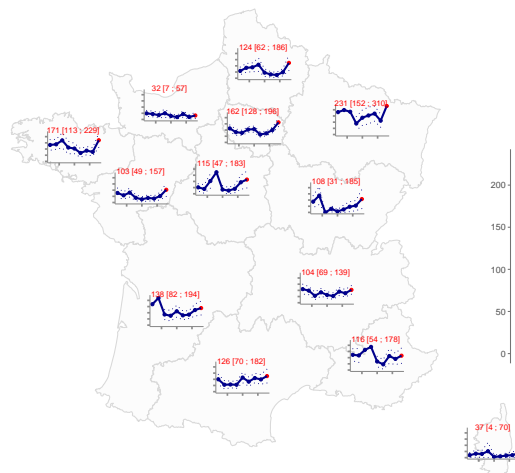 124 [62 ; 186]
32 [7 ; 57]
162 [128 ; 196]
231 [152 ; 310]
171 [113 ; 229]
103 [49 ; 157]
115 [47 ; 183]
108 [31 ; 185]
200
150
104 [69 ; 139]
100
138 [82 ; 194]
50
116 [54 ; 178]
0
126 [70 ; 182]
37 [4 ; 70]